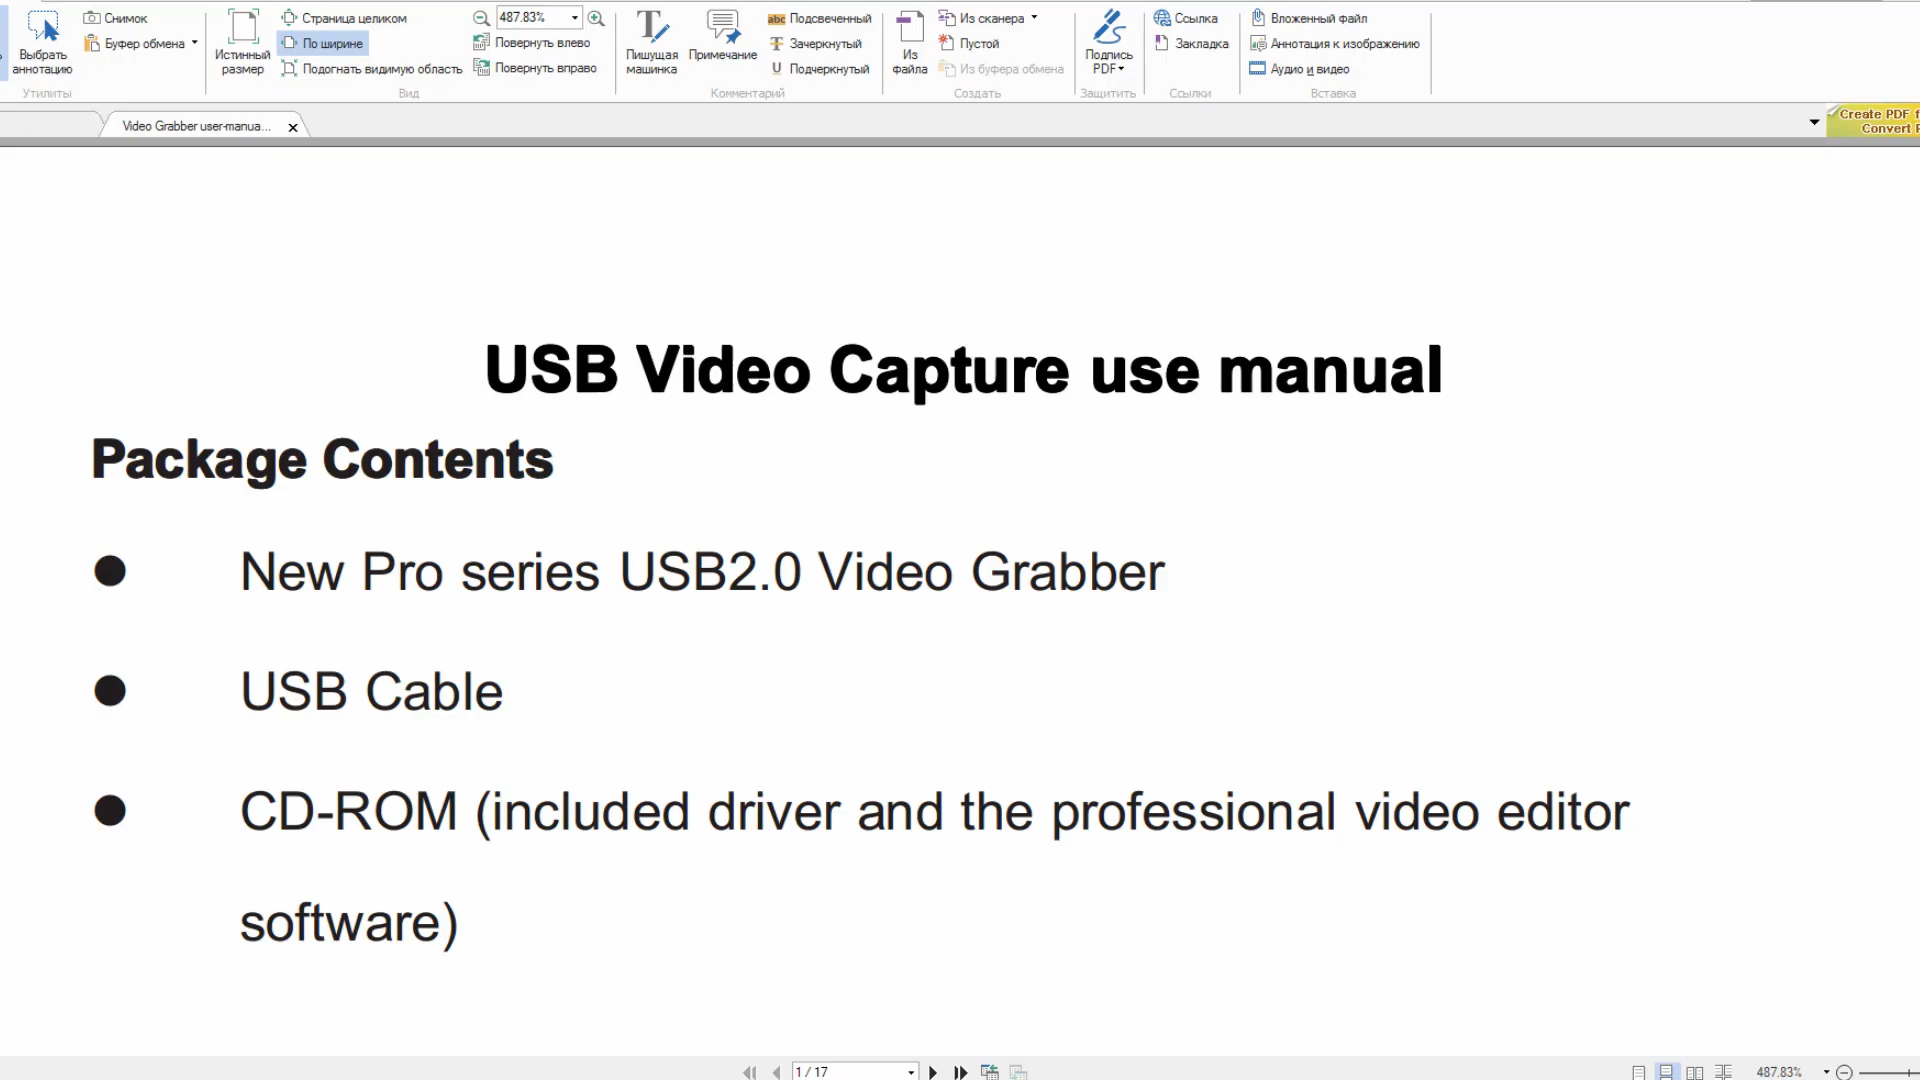 Выбрать
аннотацию
Снимок
Буфер обмена
Утилиты
Истинный
размер
Страница целиком
По ширине
Подогнать видимую область
487.83%
Повернуть влево
Повернуть вправо
Вид
Пишущая
машинка
Примечание
abc Подсвеченный
Зачеркнутый
Подчеркнутый
Комментарий
Из
файла
Из сканера
Пустой
Из буфера обмена
Создать
Подпись
PDF
Защитить
Ссылка
Закладка
Ссылки
Вложенный файл
Аннотация к изображению
Аудио и видео
Вставка
Video Grabber user-manua...
Create PDF f
Convert
USB Video Capture use manual
Package Contents
● New Pro series USB2.0 Video Grabber
● USB Cable
● CD-ROM (included driver and the professional video editor
software)
1 / 17
487.83%